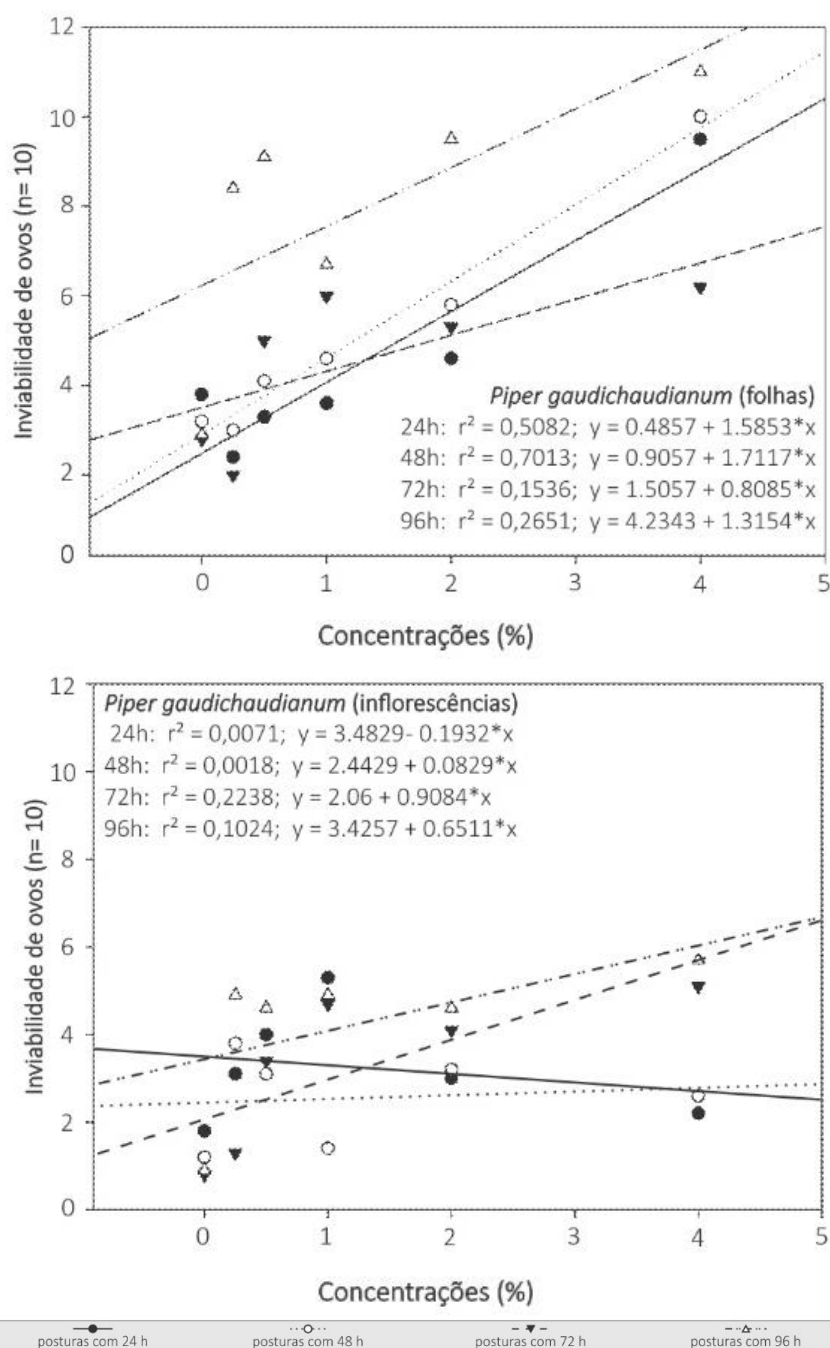 12
10
8
6
4
2
0
Inviabilidade de ovos (n= 10)
Piper gaudichaudianum (folhas)
24h: r² = 0,5082; y = 0.4857 + 1.5853*x
48h: r² = 0,7013; y = 0.9057 + 1.7117*x
72h: r² = 0,1536; y = 1.5057 + 0.8085*x
96h: r² = 0,2651; y = 4.2343 + 1.3154*x
0 1 2 3 4 5
Concentrações (%)
12
10
8
6
4
2
0
Inviabilidade de ovos (n= 10)
Piper gaudichaudianum (inflorescências)
24h: r² = 0,0071; y = 3.4829- 0.1932*x
48h: r² = 0,0018; y = 2.4429 + 0.0829*x
72h: r² = 0,2238; y = 2.06 + 0.9084*x
96h: r² = 0,1024; y = 3.4257 + 0.6511*x
0 1 2 3 4 5
Concentrações (%)
posturas com 24 h posturas com 48 h posturas com 72 h posturas com 96 h